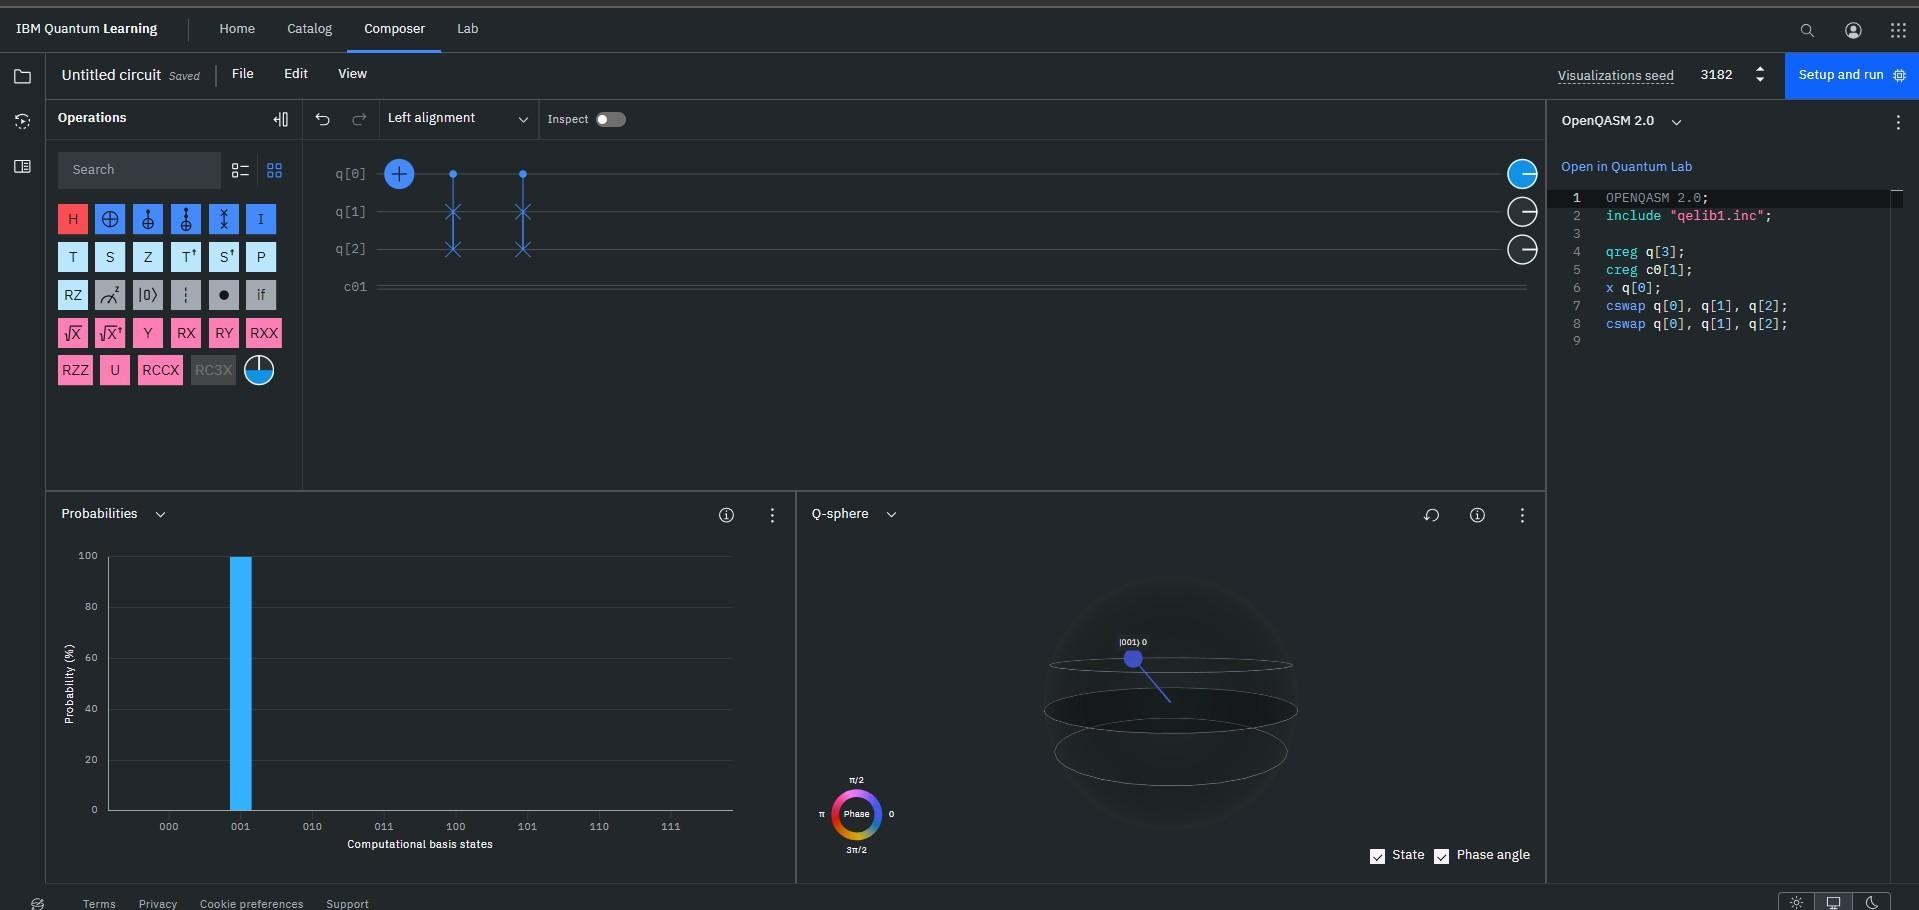 IBM Quantum Learning Home Catalog Composer Lab
Untitled circuit Saved File Edit View Visualizations seed 3182 Setup and run
Operations Left alignment Inspect OpenQASM 2.0
Search
Open in Quantum Lab
q[0]
q[1]
q[2]
c01
H I
T S Z T† S† P
RZ z |0⟩ if
√X √X† Y RX RY RXX
RZZ U RCCX RC3X
1 OPENQASM 2.0;
2 include "qelib1.inc";
3
4 qreg q[3];
5 creg c0[1];
6 x q[0];
7 cswap q[0], q[1], q[2];
8 cswap q[0], q[1], q[2];
9
Probabilities
100
80
60
40
20
0
Probability (%)
000 001 010 011 100 101 110 111
Computational basis states
Q-sphere
|001⟩ 0
π/2
π Phase 0
3π/2
State Phase angle
Terms Privacy Cookie preferences Support